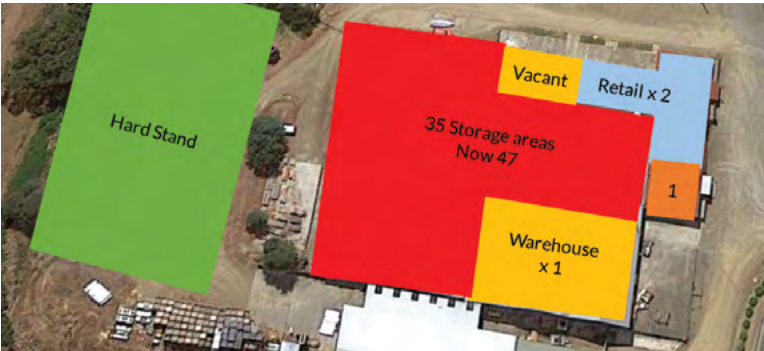 Hard Stand
Vacant
Retail x 2
35 Storage areas
Now 47
1
Warehouse
x 1